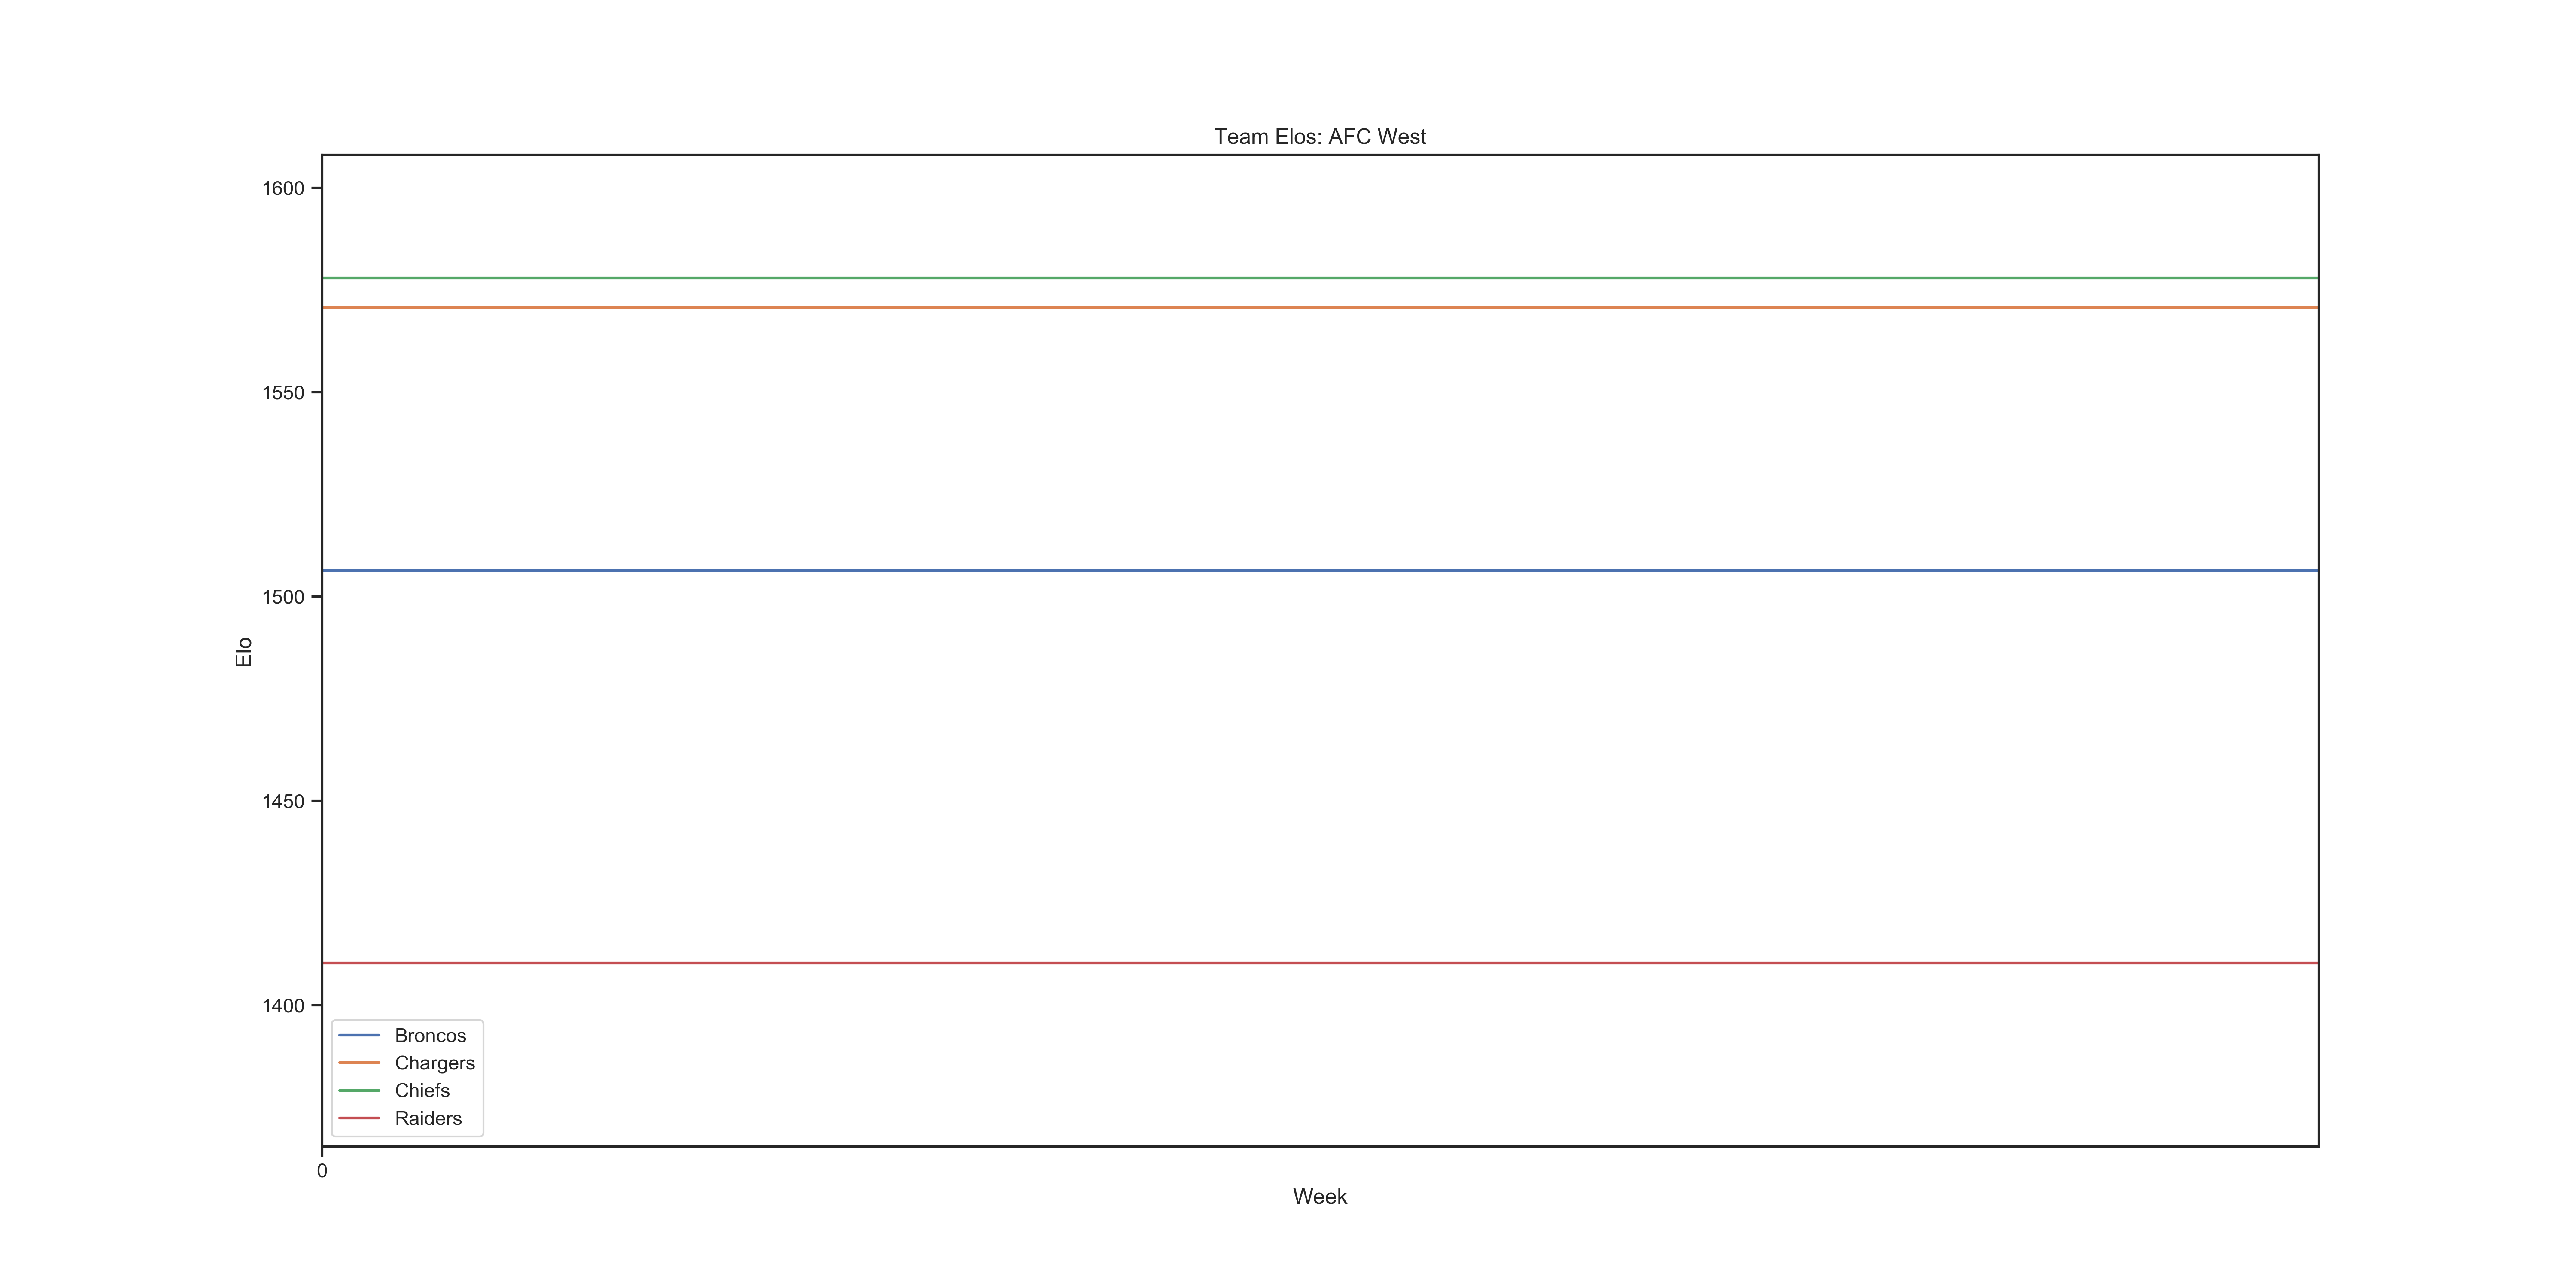 Team Elos: AFC West
1600
1550
1500
1450
1400
Elo
Broncos
Chargers
Chiefs
Raiders
0
Week